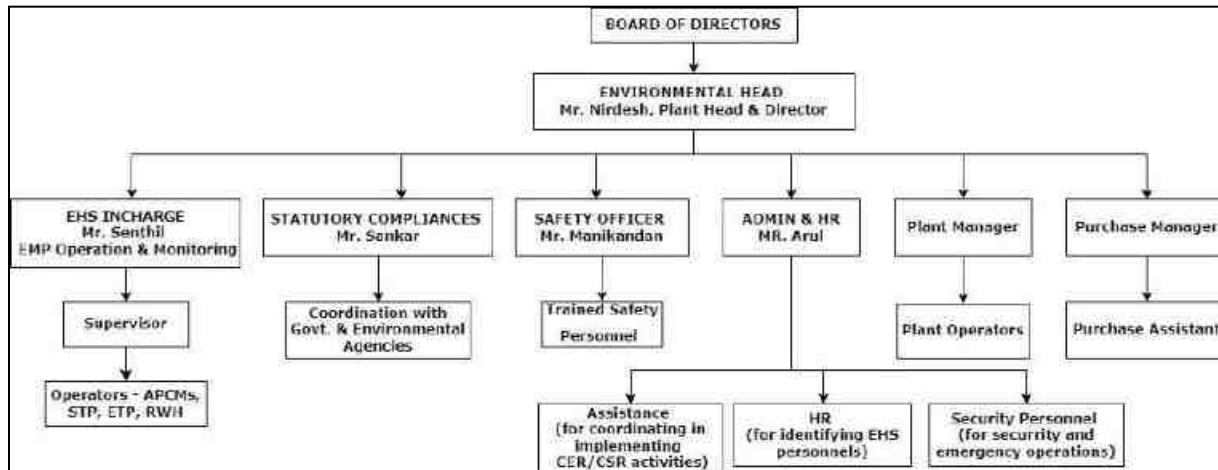 BOARD OF DIRECTORS
ENVIRONMENTAL HEAD
Mr. Nirdesh, Plant Head & Director
EHS INCHARGE
Mr. Senthil
EMP Operation & Monitoring
STATUTORY COMPLIANCES
Mr. Sankar
SAFETY OFFICER
Mr. Manikandan
ADMIN & HR
MR. Arul
Plant Manager
Purchase Manager
Supervisor
Coordination with
Govt. & Environmental
Agencies
Trained Safety
Personnel
Plant Operators
Purchase Assistant
Operators - APCMs,
STP, ETP, RWH
Assistance
(for coordinating in
implementing
CER/CSR activities)
HR
(for identifying EHS
personnels)
Security Personnel
(for securrity and
emergency operations)